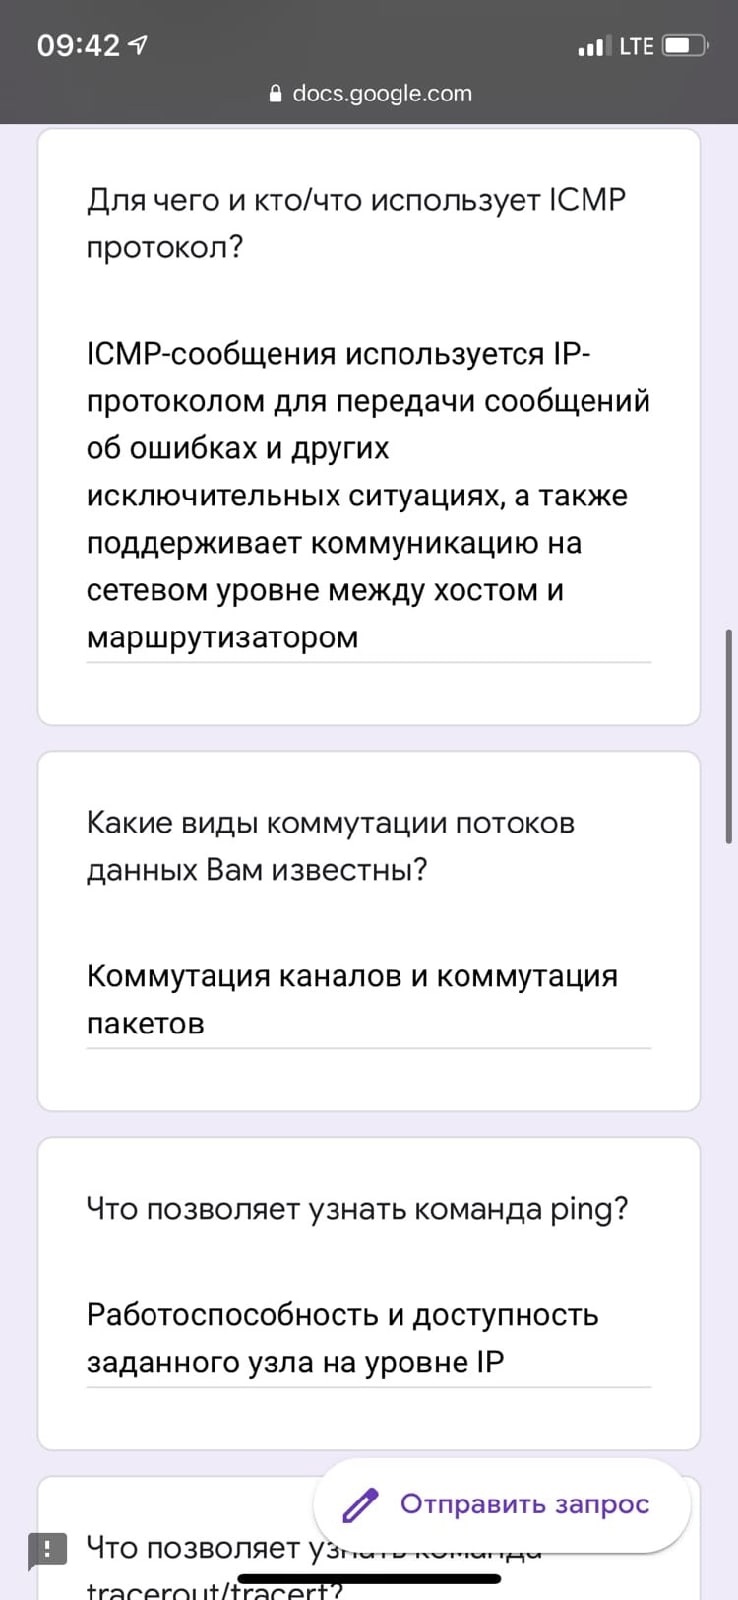 09:42
LTE
docs.google.com
Для чего и кто/что использует ICMP
протокол?
ICMP-сообщения используется IP-
протоколом для передачи сообщений
об ошибках и других
исключительных ситуациях, а также
поддерживает коммуникацию на
сетевом уровне между хостом и
маршрутизатором
Какие виды коммутации потоков
данных Вам известны?
Коммутация каналов и коммутация
пакетов
Что позволяет узнать команда ping?
Работоспособность и доступность
заданного узла на уровне IP
Отправить запрос
Что позволяет узнать команда
tracerout/tracert?